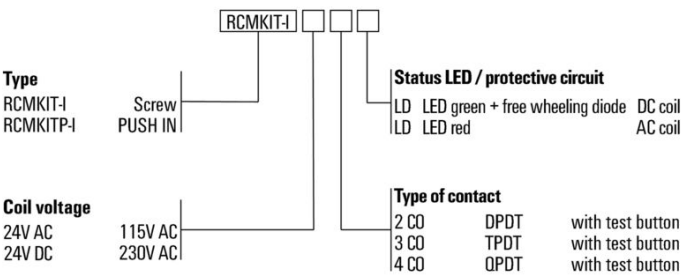 RCMKIT-I
Type
RCMKIT-I Screw
RCMKITP-I PUSH IN
Status LED / protective circuit
LD LED green + free wheeling diode DC coil
LD LED red AC coil
Coil voltage
24V AC 115V AC
24V DC 230V AC
Type of contact
2 CO DPDT with test button
3 CO TPDT with test button
4 CO QPDT with test button